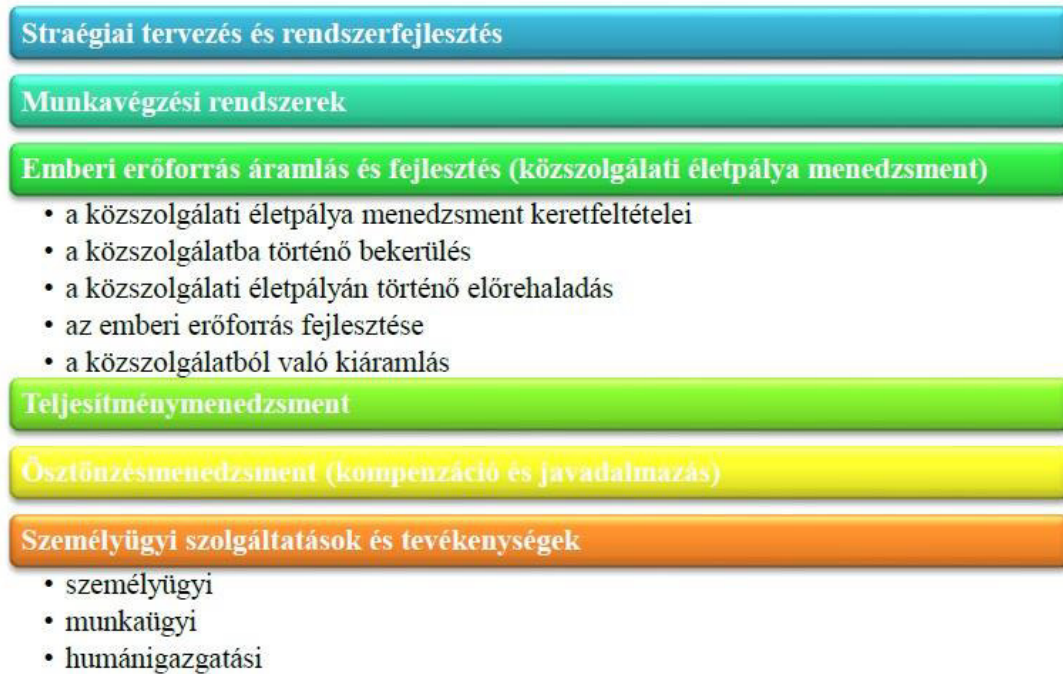 Straégiai tervezés és rendszerfejlesztés
Munkavégzési rendszerek
Emberi erőforrás áramlás és fejlesztés (közszolgálati életpálya menedzsment)
• a közszolgálati életpálya menedzsment keretfeltételei
• a közszolgálatba történő bekerülés
• a közszolgálati életpályán történő előrehaladás
• az emberi erőforrás fejlesztése
• a közszolgálatból való kiáramlás
Teljesítménymenedzsment
Ösztönzésmenedzsment (kompenzáció és javadalmazás)
Személyügyi szolgáltatások és tevékenységek
• személyügyi
• munkaügyi
• humánigazgatási